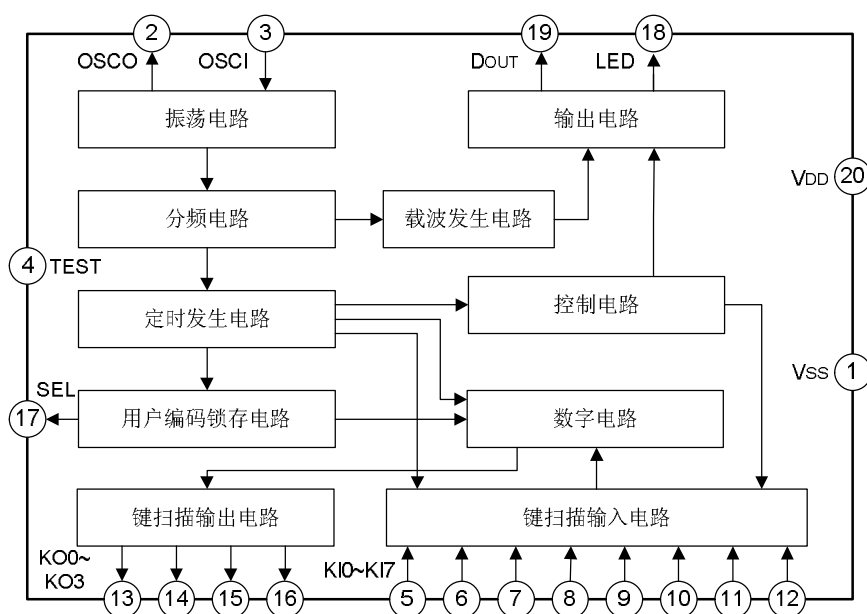 2 3 19 18
OSCO OSCI DOUT LED
振荡电路 输出电路
VDD 20
分频电路 载波发生电路
4 TEST
定时发生电路 控制电路
VSS 1
SEL
17 用户编码锁存电路 数字电路
键扫描输出电路 键扫描输入电路
KO0~
KO3
KI0~KI7
13 14 15 16 5 6 7 8 9 10 11 12